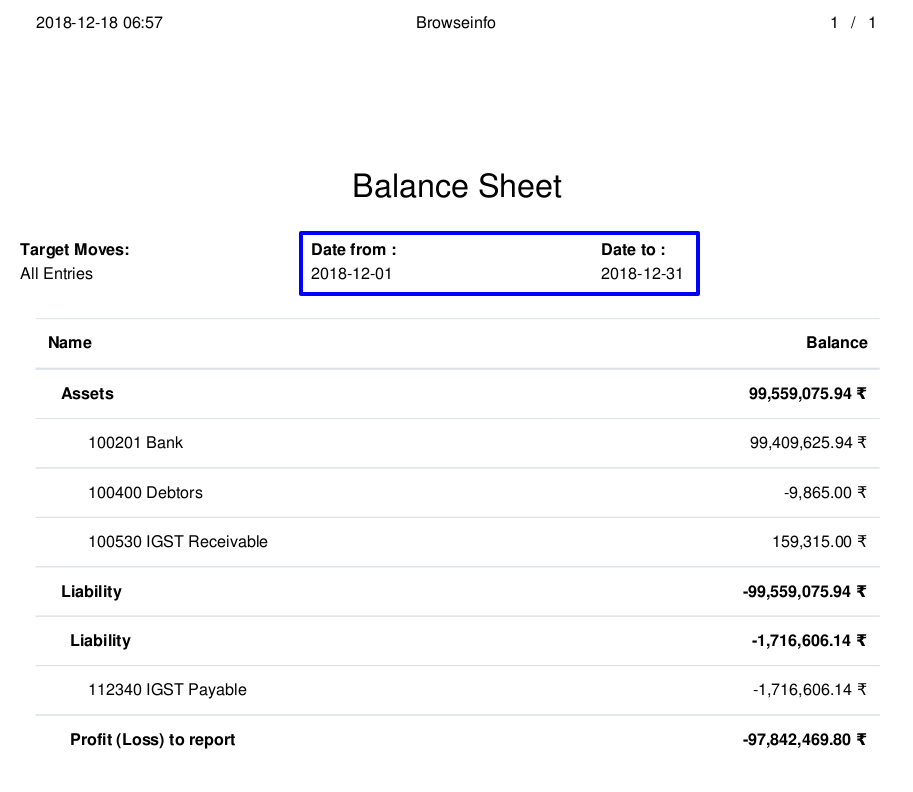 2018-12-18 06:57 Browseinfo 1 / 1
Balance Sheet
Target Moves: Date from : Date to :
All Entries 2018-12-01 2018-12-31
Name Balance
Assets 99,559,075.94 ₹
100201 Bank 99,409,625.94 ₹
100400 Debtors -9,865.00 ₹
100530 IGST Receivable 159,315.00 ₹
Liability -99,559,075.94 ₹
Liability -1,716,606.14 ₹
112340 IGST Payable -1,716,606.14 ₹
Profit (Loss) to report -97,842,469.80 ₹